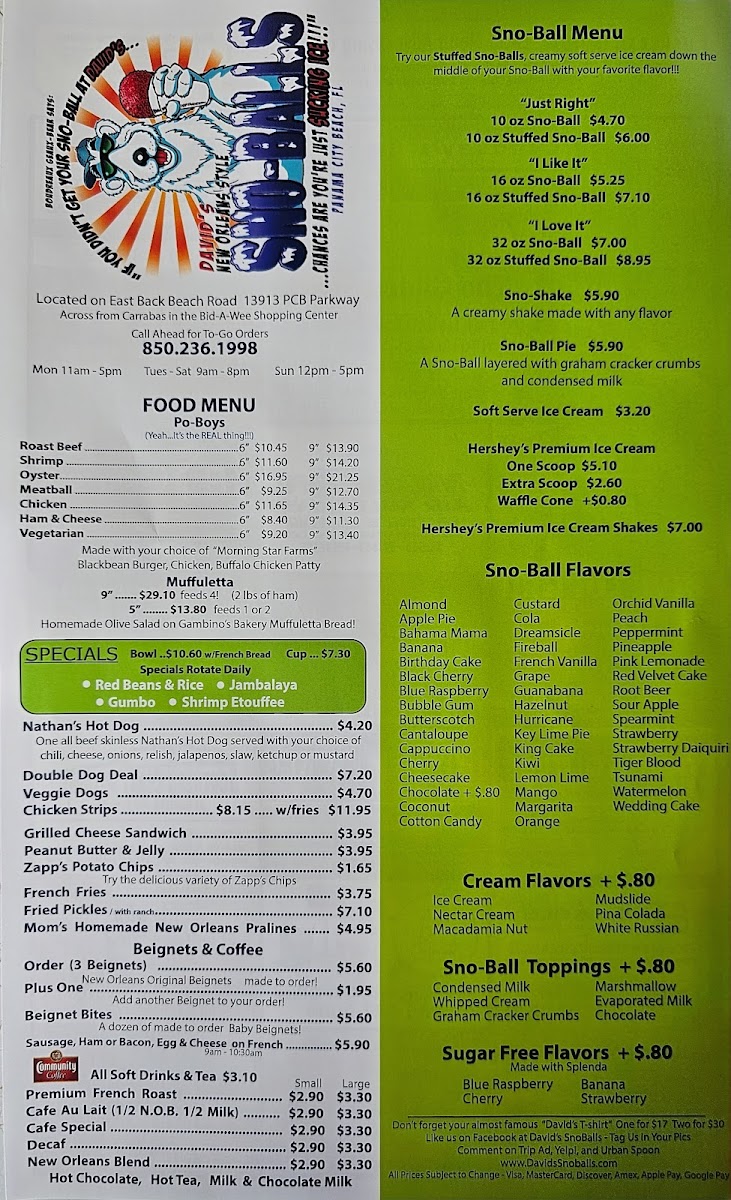 BOUDREAUX GEAUX-BEAR SAYS:
"IF YOU DIDN'T GET YOUR SNO-BALL AT DAVID'S...
DAVID'S
NEW ORLEANS STYLE
SNO-BALLS
...CHANCES ARE YOU'RE JUST SUCKING ICE!!!"
PANAMA CITY BEACH, FL
Located on East Back Beach Road 13913 PCB Parkway
Across from Carrabas in the Bid-A-Wee Shopping Center
Call Ahead for To-Go Orders
850.236.1998
Mon 11am - 5pm Tues - Sat 9am - 8pm Sun 12pm - 5pm
FOOD MENU
Po-Boys
(Yeah...It's the REAL thing!!!)
Roast Beef 6" $10.45 9" $13.90
Shrimp 6" $11.60 9" $14.20
Oyster 6" $16.95 9" $21.25
Meatball 6" $9.25 9" $12.70
Chicken 6" $11.65 9" $14.35
Ham & Cheese 6" $8.40 9" $11.30
Vegetarian 6" $9.20 9" $13.40
Made with your choice of "Morning Star Farms"
Blackbean Burger, Chicken, Buffalo Chicken Patty
Muffuletta
9" ....... $29.10 feeds 4! (2 lbs of ham)
5" ........ $13.80 feeds 1 or 2
Homemade Olive Salad on Gambino's Bakery Muffuletta Bread!
SPECIALS Bowl ..$10.60 w/French Bread Cup ... $7.30
Specials Rotate Daily
• Red Beans & Rice • Jambalaya
• Gumbo • Shrimp Etouffee
Nathan's Hot Dog $4.20
One all beef skinless Nathan's Hot Dog served with your choice of
chili, cheese, onions, relish, jalapenos, slaw, ketchup or mustard
Double Dog Deal $7.20
Veggie Dogs $4.70
Chicken Strips $8.15 ..... w/fries $11.95
Grilled Cheese Sandwich $3.95
Peanut Butter & Jelly $3.95
Zapp's Potato Chips $1.65
Try the delicious variety of Zapp's Chips
French Fries $3.75
Fried Pickles / with ranch $7.10
Mom's Homemade New Orleans Pralines ...... $4.95
Beignets & Coffee
Order (3 Beignets) $5.60
New Orleans Original Beignets made to order!
Plus One $1.95
Add another Beignet to your order!
Beignet Bites $5.60
A dozen of made to order Baby Beignets!
Sausage, Ham or Bacon, Egg & Cheese on French $5.90
9am - 10:30am
Community
Coffee
All Soft Drinks & Tea $3.10
Small Large
Premium French Roast $2.90 $3.30
Cafe Au Lait (1/2 N.O.B. 1/2 Milk) $2.90 $3.30
Cafe Special $2.90 $3.30
Decaf $2.90 $3.30
New Orleans Blend $2.90 $3.30
Hot Chocolate, Hot Tea, Milk & Chocolate Milk
Sno-Ball Menu
Try our Stuffed Sno-Balls, creamy soft serve ice cream down the
middle of your Sno-Ball with your favorite flavor!!!
"Just Right"
10 oz Sno-Ball $4.70
10 oz Stuffed Sno-Ball $6.00
"I Like It"
16 oz Sno-Ball $5.25
16 oz Stuffed Sno-Ball $7.10
"I Love It"
32 oz Sno-Ball $7.00
32 oz Stuffed Sno-Ball $8.95
Sno-Shake $5.90
A creamy shake made with any flavor
Sno-Ball Pie $5.90
A Sno-Ball layered with graham cracker crumbs
and condensed milk
Soft Serve Ice Cream $3.20
Hershey's Premium Ice Cream
One Scoop $5.10
Extra Scoop $2.60
Waffle Cone +$0.80
Hershey's Premium Ice Cream Shakes $7.00
Sno-Ball Flavors
Almond
Apple Pie
Bahama Mama
Banana
Birthday Cake
Black Cherry
Blue Raspberry
Bubble Gum
Butterscotch
Cantaloupe
Cappuccino
Cherry
Cheesecake
Chocolate + $.80
Coconut
Cotton Candy
Custard
Cola
Dreamsicle
Fireball
French Vanilla
Grape
Guanabana
Hazelnut
Hurricane
Key Lime Pie
King Cake
Kiwi
Lemon Lime
Mango
Margarita
Orange
Orchid Vanilla
Peach
Peppermint
Pineapple
Pink Lemonade
Red Velvet Cake
Root Beer
Sour Apple
Spearmint
Strawberry
Strawberry Daiquiri
Tiger Blood
Tsunami
Watermelon
Wedding Cake
Cream Flavors + $.80
Ice Cream
Nectar Cream
Macadamia Nut
Mudslide
Pina Colada
White Russian
Sno-Ball Toppings + $.80
Condensed Milk
Whipped Cream
Graham Cracker Crumbs
Marshmallow
Evaporated Milk
Chocolate
Sugar Free Flavors + $.80
Made with Splenda
Blue Raspberry
Cherry
Banana
Strawberry
Don't forget your almost famous "David's T-shirt" One for $17 Two for $30
Like us on Facebook at David's SnoBalls - Tag Us In Your Pics
Comment on Trip Ad, Yelp!, and Urban Spoon
www.DavidsSnoballs.com
All Prices Subject to Change - Visa, MasterCard, Discover, Amex, Apple Pay, Google Pay